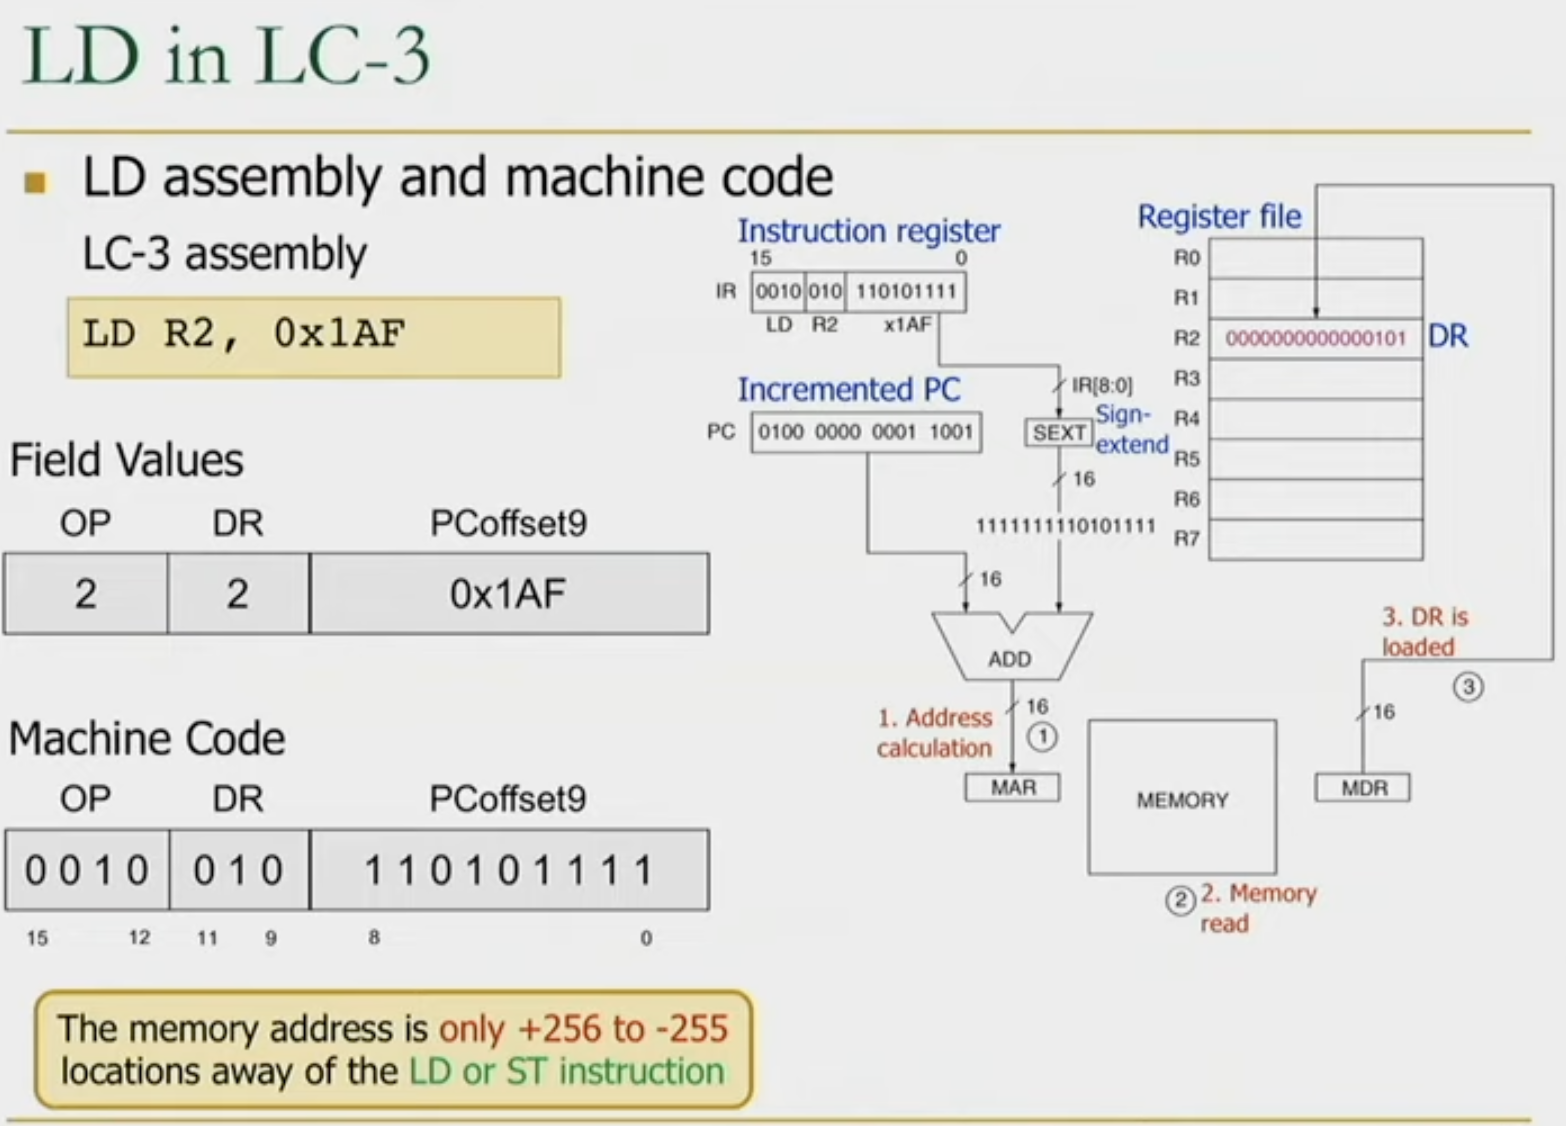 LD in LC-3
LD assembly and machine code
LC-3 assembly
LD R2, 0x1AF
Field Values
OP DR PCoffset9
2 2 0x1AF
Machine Code
OP DR PCoffset9
0 0 1 0 0 1 0 1 1 0 1 0 1 1 1 1
15 12 11 9 8 0
The memory address is only +256 to -255
locations away of the LD or ST instruction
Instruction register
15 0
IR 0010 010 110101111
LD R2 x1AF
IR[8:0]
Incremented PC
PC 0100 0000 0001 1001
SEXT
Sign-
extend
16
1111111110101111
16
ADD
1. Address
calculation
16
1
MAR
MEMORY
2
2. Memory
read
MDR
16
3. DR is
loaded
3
Register file
R0
R1
R2 0000000000000101 DR
R3
R4
R5
R6
R7